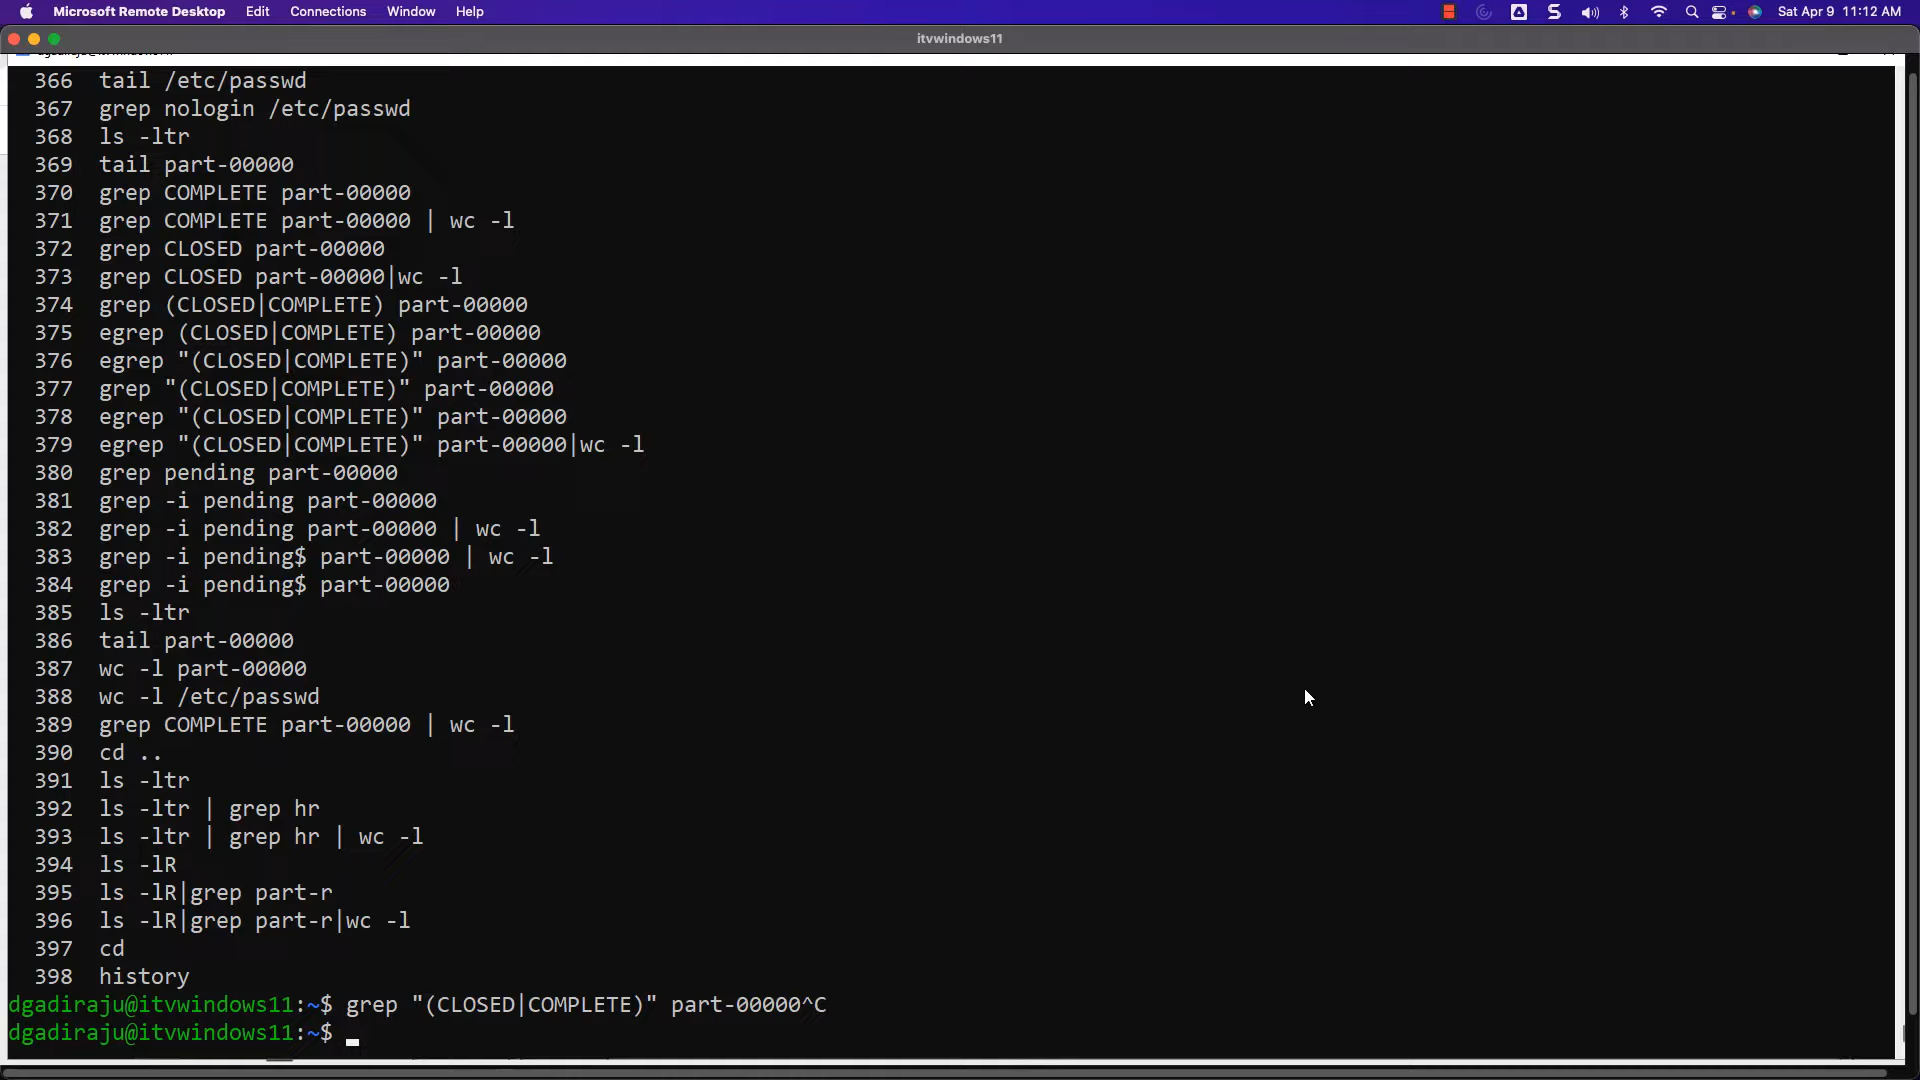 Microsoft Remote Desktop Edit Connections Window Help Sat Apr 9 11:12 AM
itvwindows11
366 tail /etc/passwd
367 grep nologin /etc/passwd
368 ls -ltr
369 tail part-00000
370 grep COMPLETE part-00000
371 grep COMPLETE part-00000 | wc -l
372 grep CLOSED part-00000
373 grep CLOSED part-00000|wc -l
374 grep (CLOSED|COMPLETE) part-00000
375 egrep (CLOSED|COMPLETE) part-00000
376 egrep "(CLOSED|COMPLETE)" part-00000
377 grep "(CLOSED|COMPLETE)" part-00000
378 egrep "(CLOSED|COMPLETE)" part-00000
379 egrep "(CLOSED|COMPLETE)" part-00000|wc -l
380 grep pending part-00000
381 grep -i pending part-00000
382 grep -i pending part-00000 | wc -l
383 grep -i pending$ part-00000 | wc -l
384 grep -i pending$ part-00000
385 ls -ltr
386 tail part-00000
387 wc -l part-00000
388 wc -l /etc/passwd
389 grep COMPLETE part-00000 | wc -l
390 cd ..
391 ls -ltr
392 ls -ltr | grep hr
393 ls -ltr | grep hr | wc -l
394 ls -lR
395 ls -lR|grep part-r
396 ls -lR|grep part-r|wc -l
397 cd
398 history
dgadiraju@itvwindows11:~$ grep "(CLOSED|COMPLETE)" part-00000^C
dgadiraju@itvwindows11:~$